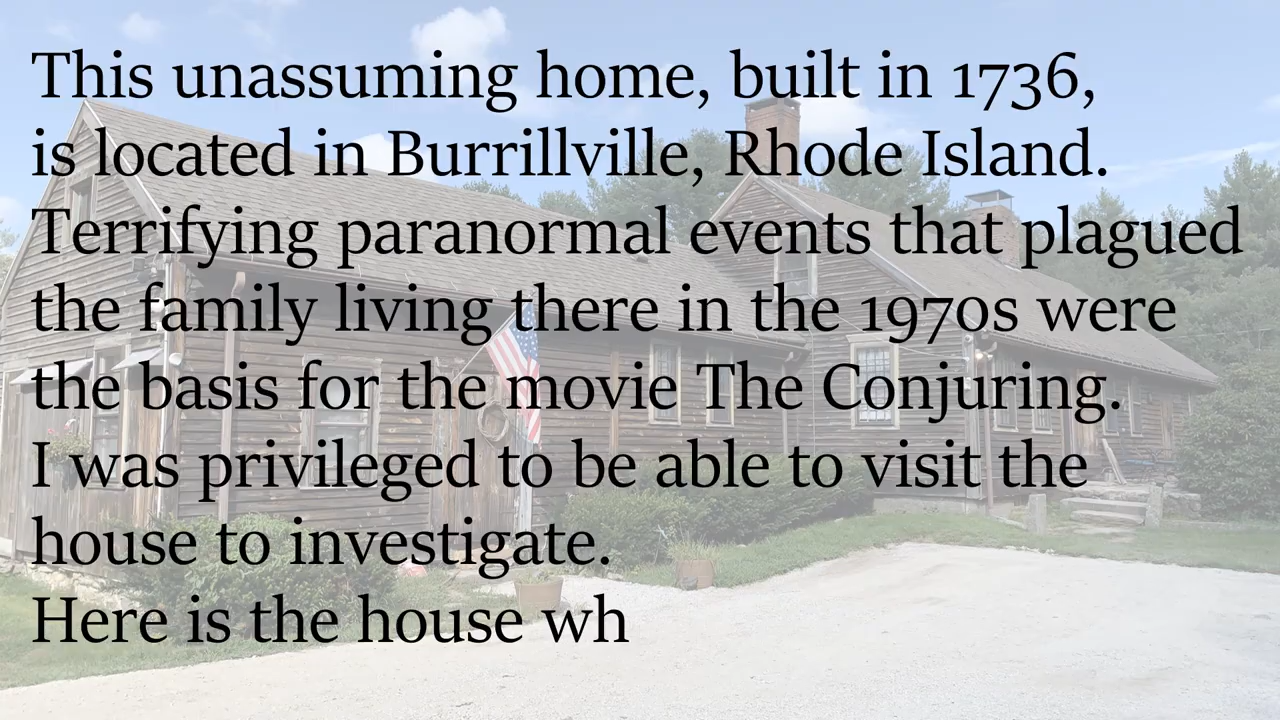 This unassuming home, built in 1736,
is located in Burrillville, Rhode Island.
Terrifying paranormal events that plagued
the family living there in the 1970s were
the basis for the movie The Conjuring.
I was privileged to be able to visit the
house to investigate.
Here is the house wh